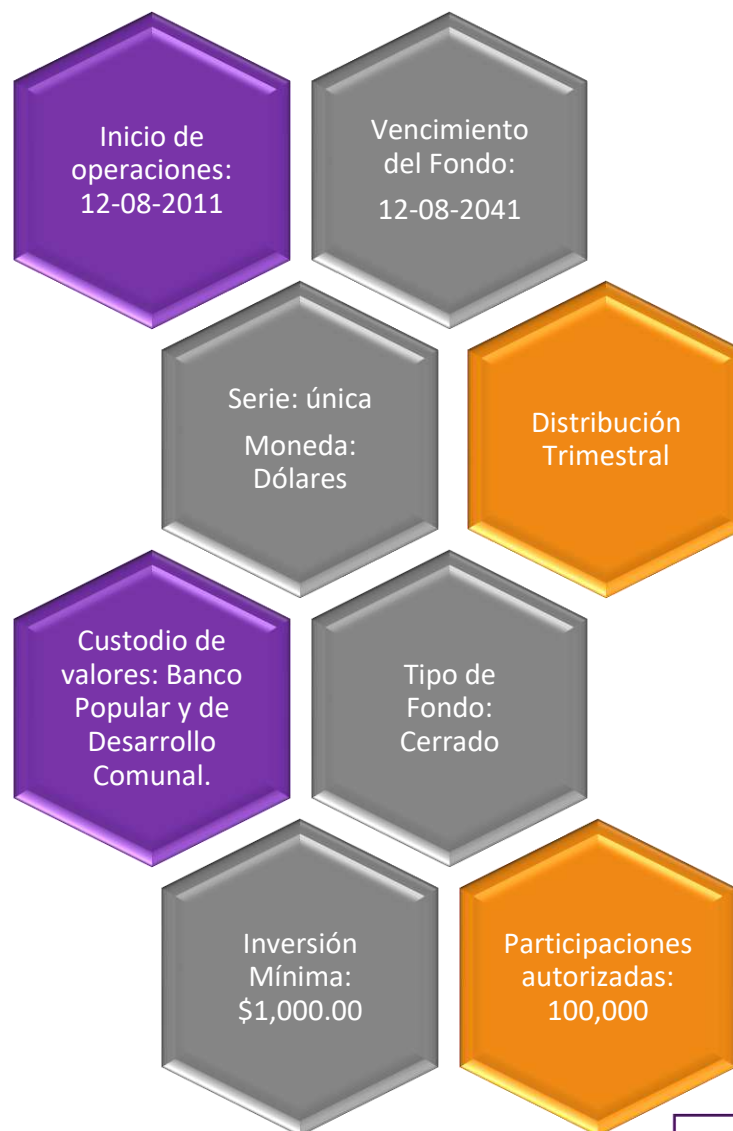 Inicio de
operaciones:
12-08-2011
Vencimiento
del Fondo:
12-08-2041
Serie: única
Moneda:
Dólares
Distribución
Trimestral
Custodio de
valores: Banco
Popular y de
Desarrollo
Comunal.
Tipo de
Fondo:
Cerrado
Inversión
Mínima:
$1,000.00
Participaciones
autorizadas:
100,000